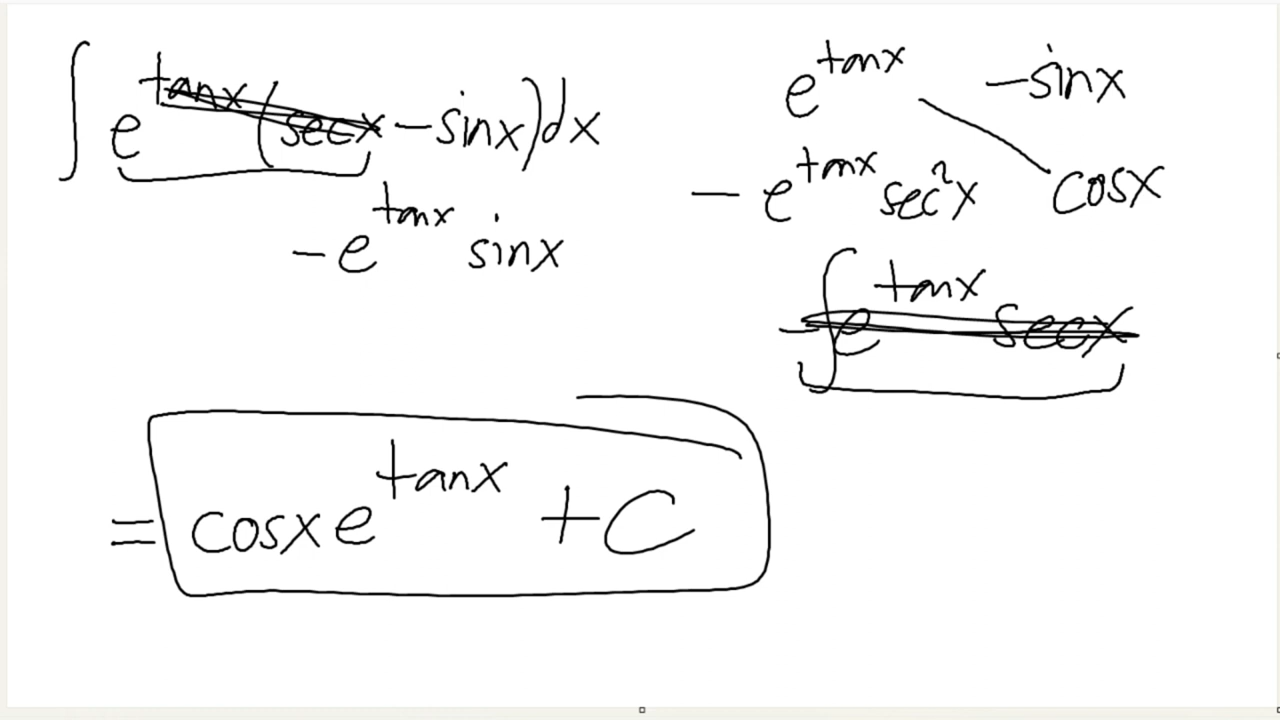 ∫ e^tanx (secx - sinx)dx
- e^tanx sinx
e^tanx - sinx
- e^tanx sec²x cosx
- ∫ e^tanx secx
= cosx e^tanx + C